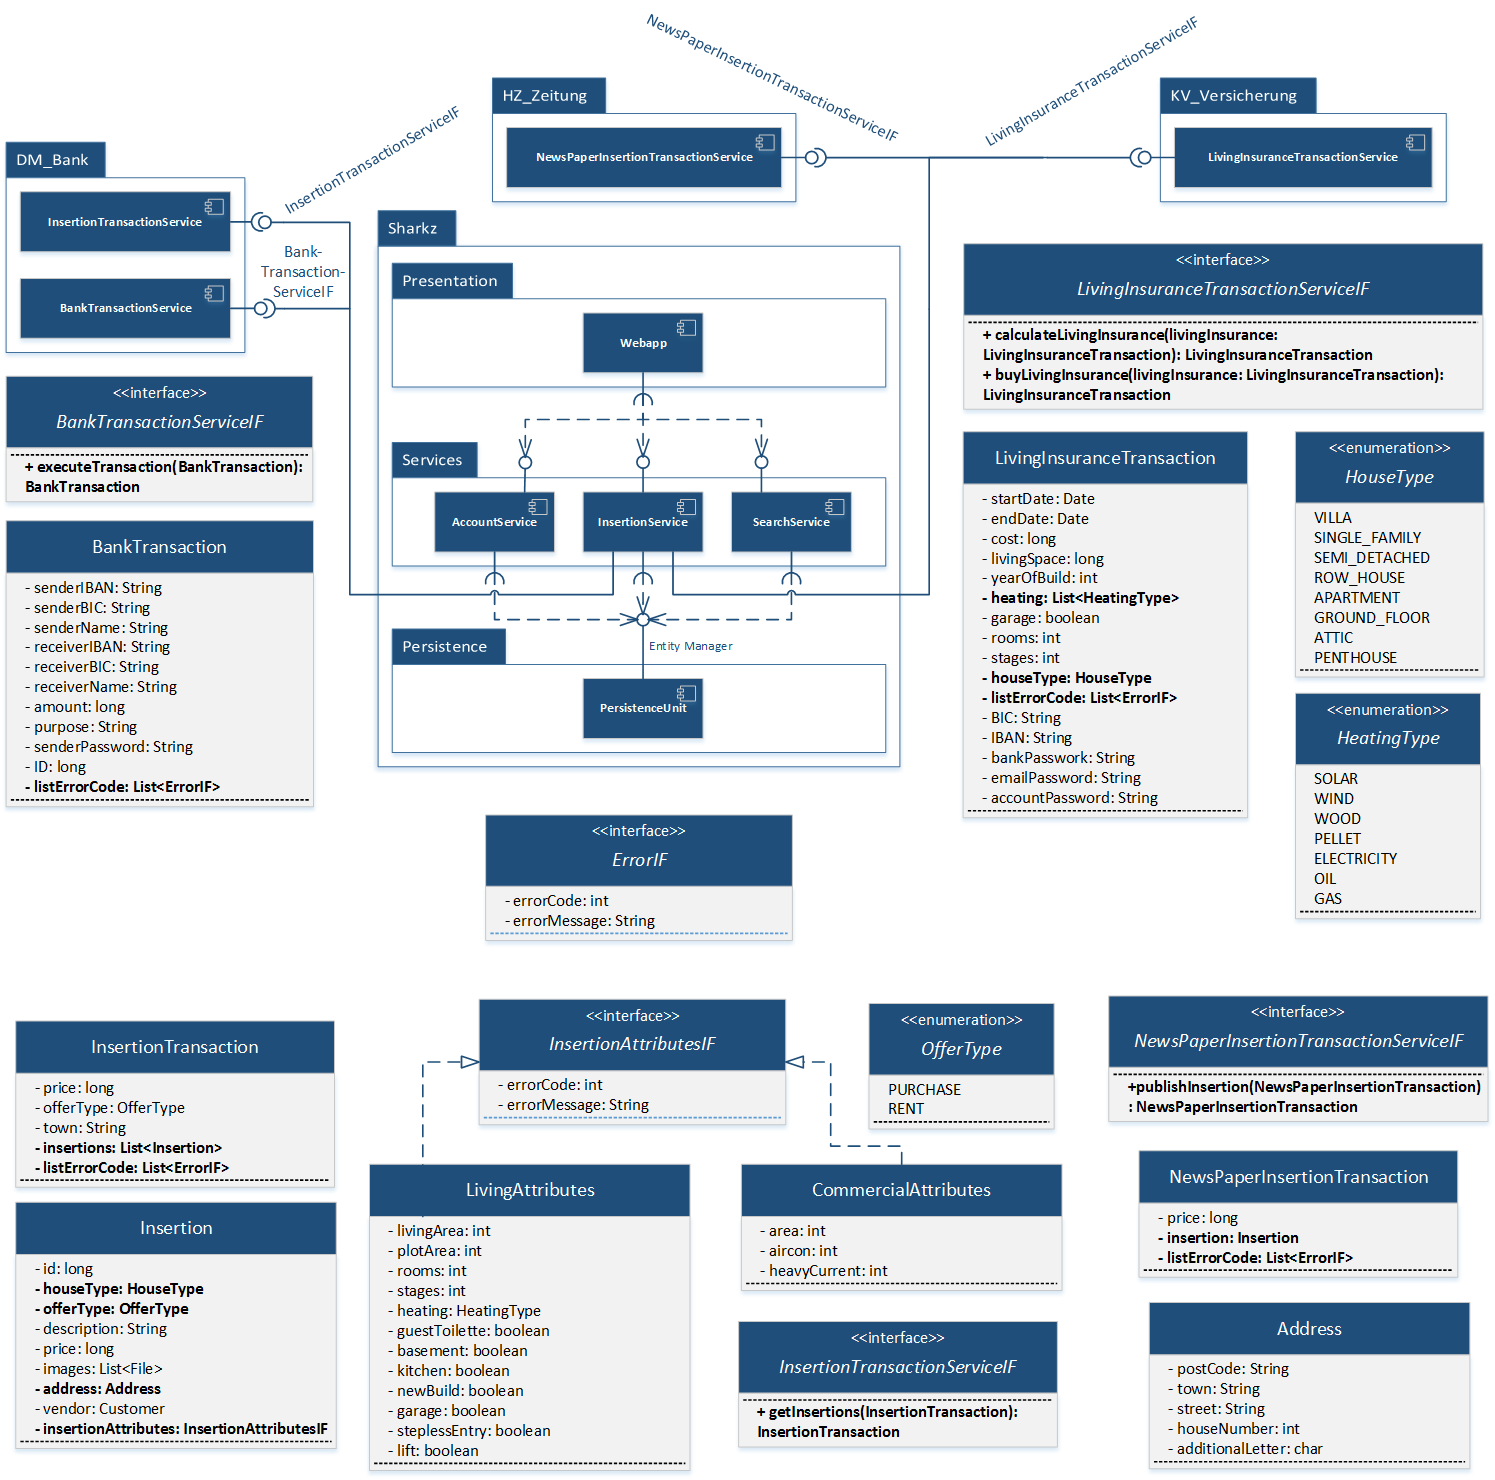 NewsPaperInsertionTransactionServiceIF
LivingInsuranceTransactionServiceIF
HZ_Zeitung
NewsPaperInsertionTransactionService
KV_Versicherung
LivingInsuranceTransactionService
DM_Bank
InsertionTransactionService
BankTransactionService
InsertionTransactionServiceIF
Bank-
Transaction-
ServiceIF
Sharkz
Presentation
Webapp
Services
AccountService
InsertionService
SearchService
Persistence
Entity Manager
PersistenceUnit
<<interface>>
LivingInsuranceTransactionServiceIF
+ calculateLivingInsurance(livingInsurance:
LivingInsuranceTransaction): LivingInsuranceTransaction
+ buyLivingInsurance(livingInsurance: LivingInsuranceTransaction):
LivingInsuranceTransaction
<<interface>>
BankTransactionServiceIF
+ executeTransaction(BankTransaction):
BankTransaction
BankTransaction
- senderIBAN: String
- senderBIC: String
- senderName: String
- receiverIBAN: String
- receiverBIC: String
- receiverName: String
- amount: long
- purpose: String
- senderPassword: String
- ID: long
- listErrorCode: List<ErrorIF>
LivingInsuranceTransaction
- startDate: Date
- endDate: Date
- cost: long
- livingSpace: long
- yearOfBuild: int
- heating: List<HeatingType>
- garage: boolean
- rooms: int
- stages: int
- houseType: HouseType
- listErrorCode: List<ErrorIF>
- BIC: String
- IBAN: String
- bankPasswork: String
- emailPassword: String
- accountPassword: String
<<enumeration>>
HouseType
VILLA
SINGLE_FAMILY
SEMI_DETACHED
ROW_HOUSE
APARTMENT
GROUND_FLOOR
ATTIC
PENTHOUSE
<<enumeration>>
HeatingType
SOLAR
WIND
WOOD
PELLET
ELECTRICITY
OIL
GAS
<<interface>>
ErrorIF
- errorCode: int
- errorMessage: String
InsertionTransaction
- price: long
- offerType: OfferType
- town: String
- insertions: List<Insertion>
- listErrorCode: List<ErrorIF>
<<interface>>
InsertionAttributesIF
- errorCode: int
- errorMessage: String
<<enumeration>>
OfferType
PURCHASE
RENT
<<interface>>
NewsPaperInsertionTransactionServiceIF
+publishInsertion(NewsPaperInsertionTransaction)
: NewsPaperInsertionTransaction
Insertion
- id: long
- houseType: HouseType
- offerType: OfferType
- description: String
- price: long
- images: List<File>
- address: Address
- vendor: Customer
- insertionAttributes: InsertionAttributesIF
LivingAttributes
- livingArea: int
- plotArea: int
- rooms: int
- stages: int
- heating: HeatingType
- guestToilette: boolean
- basement: boolean
- kitchen: boolean
- newBuild: boolean
- garage: boolean
- steplessEntry: boolean
- lift: boolean
CommercialAttributes
- area: int
- aircon: int
- heavyCurrent: int
<<interface>>
InsertionTransactionServiceIF
+ getInsertions(InsertionTransaction):
InsertionTransaction
NewsPaperInsertionTransaction
- price: long
- insertion: Insertion
- listErrorCode: List<ErrorIF>
Address
- postCode: String
- town: String
- street: String
- houseNumber: int
- additionalLetter: char